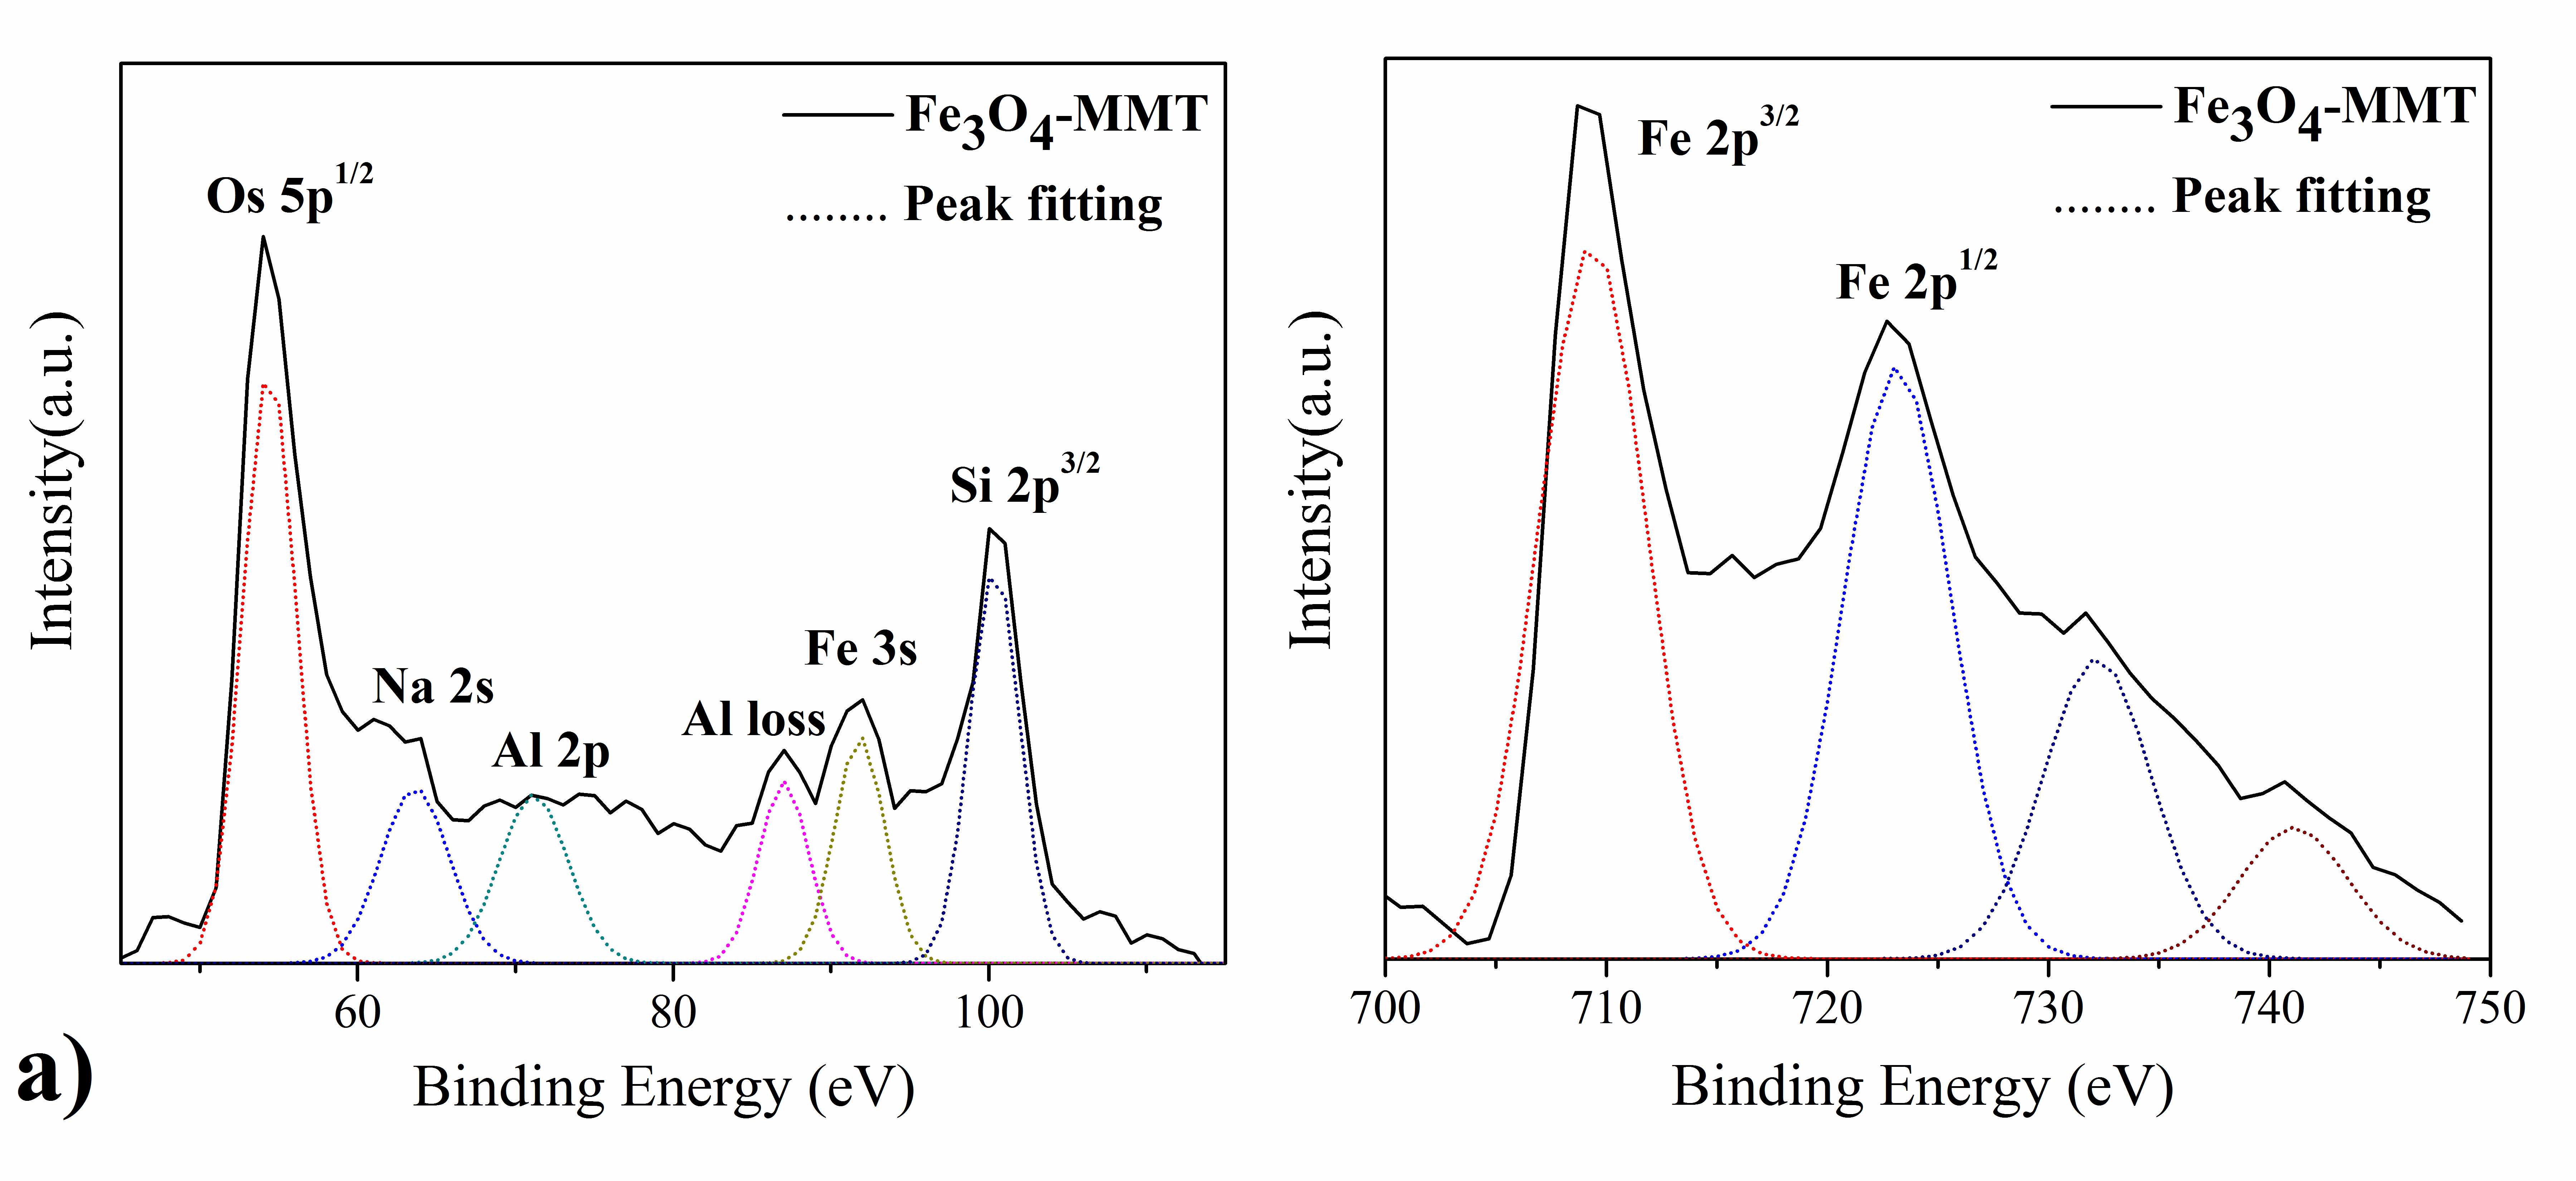 Fe3O4-MMT
Peak fitting
Os 5p1/2
Na 2s
Al 2p
Al loss
Fe 3s
Si 2p3/2
Intensity(a.u.)
60 80 100
Binding Energy (eV)
a)
Fe3O4-MMT
Peak fitting
Fe 2p3/2
Fe 2p1/2
Intensity(a.u.)
700 710 720 730 740 750
Binding Energy (eV)